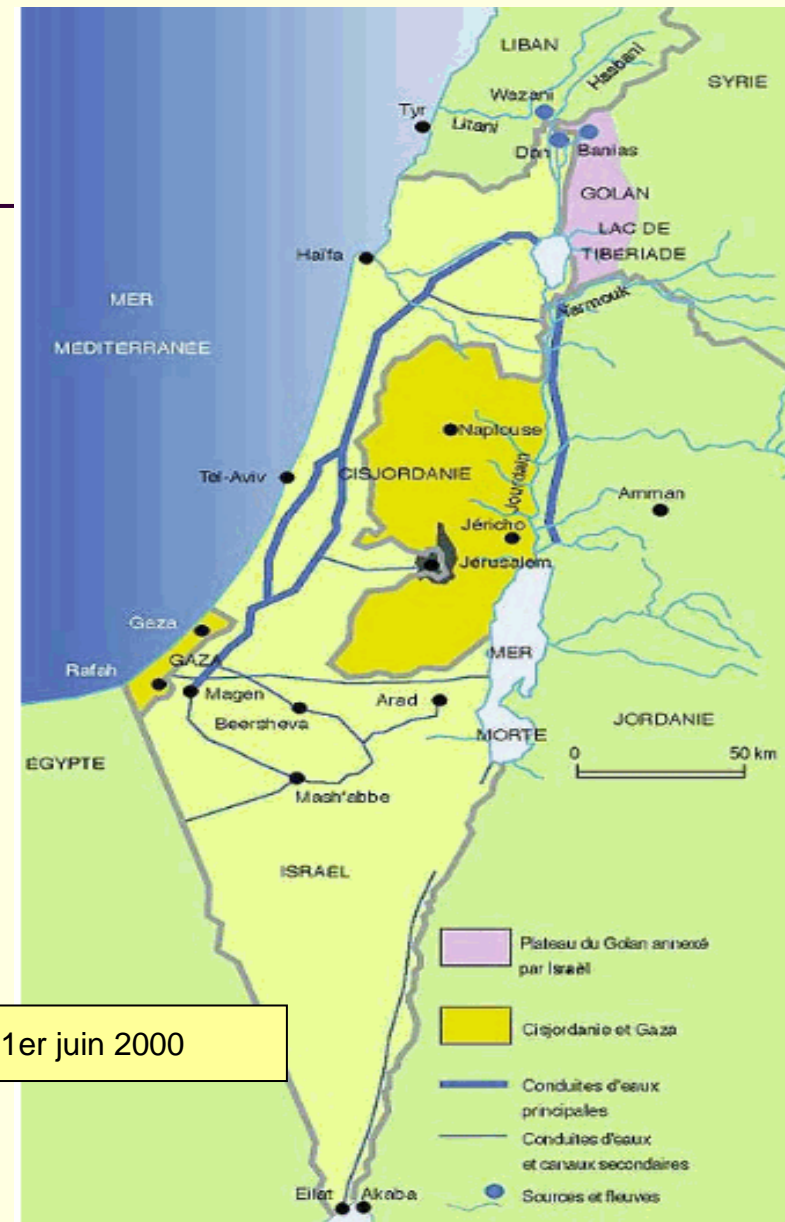 LIBAN
Hasbani
SYRIE
Wazani
Tyr
Litani
Dan
Banias
GOLAN
LAC DE
TIBERIADE
Haïfa
MER
MEDITERRANÉE
Yarmouk
Naplouse
Tel-Aviv
CISJORDANIE
Jourdain
Amman
Jéricho
Jérusalem
Gaza
GAZA
Rafah
MER
Magen
Arad
Beersheva
MORTE
JORDANIE
0 50 km
EGYPTE
Mash'abbe
ISRAEL
Plateau du Golan annexé
par Israël
1er juin 2000
Cisjordanie et Gaza
Conduites d'eaux
principales
Conduites d'eaux
et canaux secondaires
Eilat
Akaba
Sources et fleuves